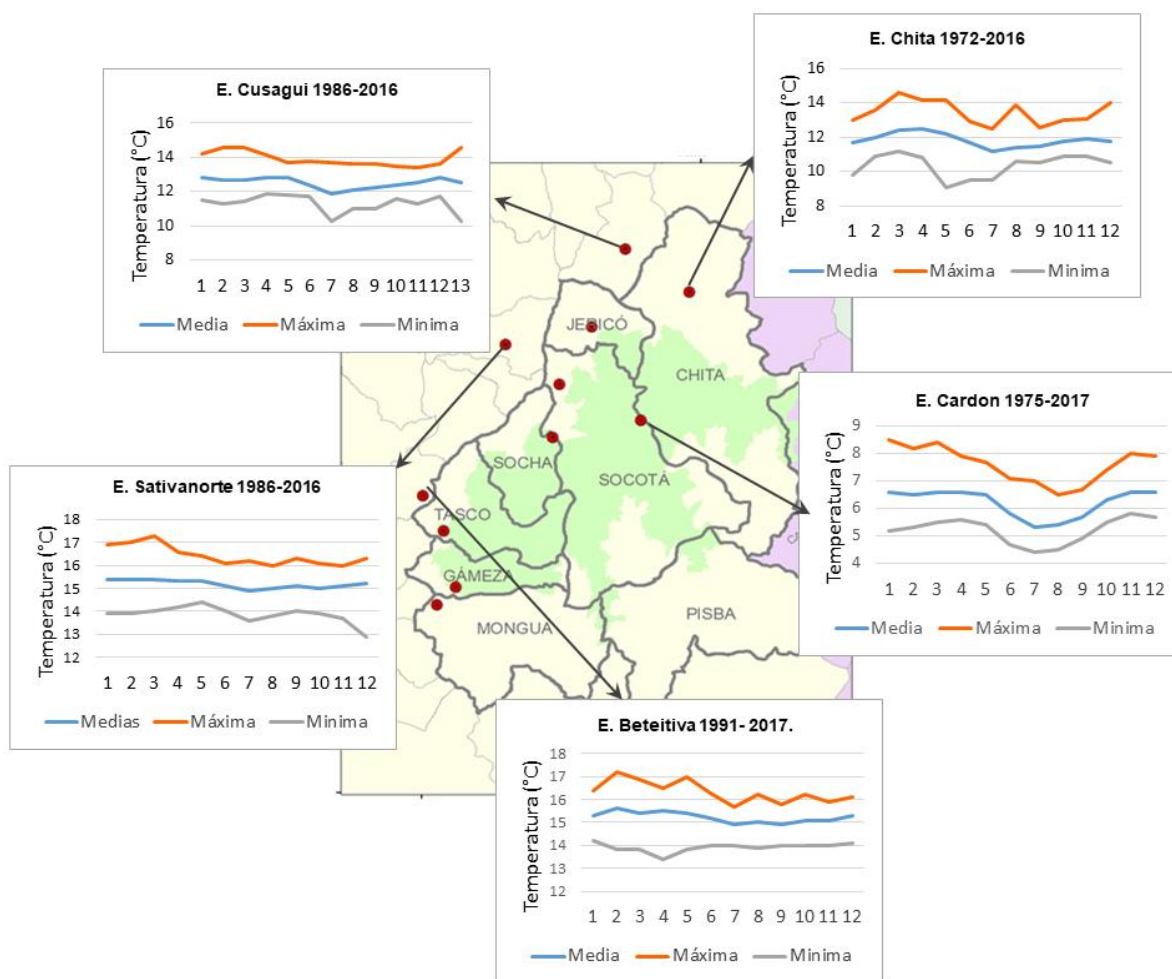 E. Chita 1972-2016
Temperatura (°C)
16
14
12
10
8
1 2 3 4 5 6 7 8 9 10 11 12
Media Máxima Minima
E. Cusagui 1986-2016
Temperatura (°C)
16
14
12
10
8
1 2 3 4 5 6 7 8 9 10 11 12 13
Media Máxima Minima
JERICÓ
CHITA
SOCHA
SOCOTÁ
TASCO
GÁMEZA
MONGUA
PISBA
E. Cardon 1975-2017
Temperatura (°C)
9
8
7
6
5
4
1 2 3 4 5 6 7 8 9 10 11 12
Media Máxima Minima
E. Sativanorte 1986-2016
Temperatura (°C)
18
17
16
15
14
13
12
1 2 3 4 5 6 7 8 9 10 11 12
Medias Máxima Minima
E. Beteitiva 1991- 2017.
Temperatura (°C)
18
17
16
15
14
13
12
1 2 3 4 5 6 7 8 9 10 11 12
Media Máxima Minima